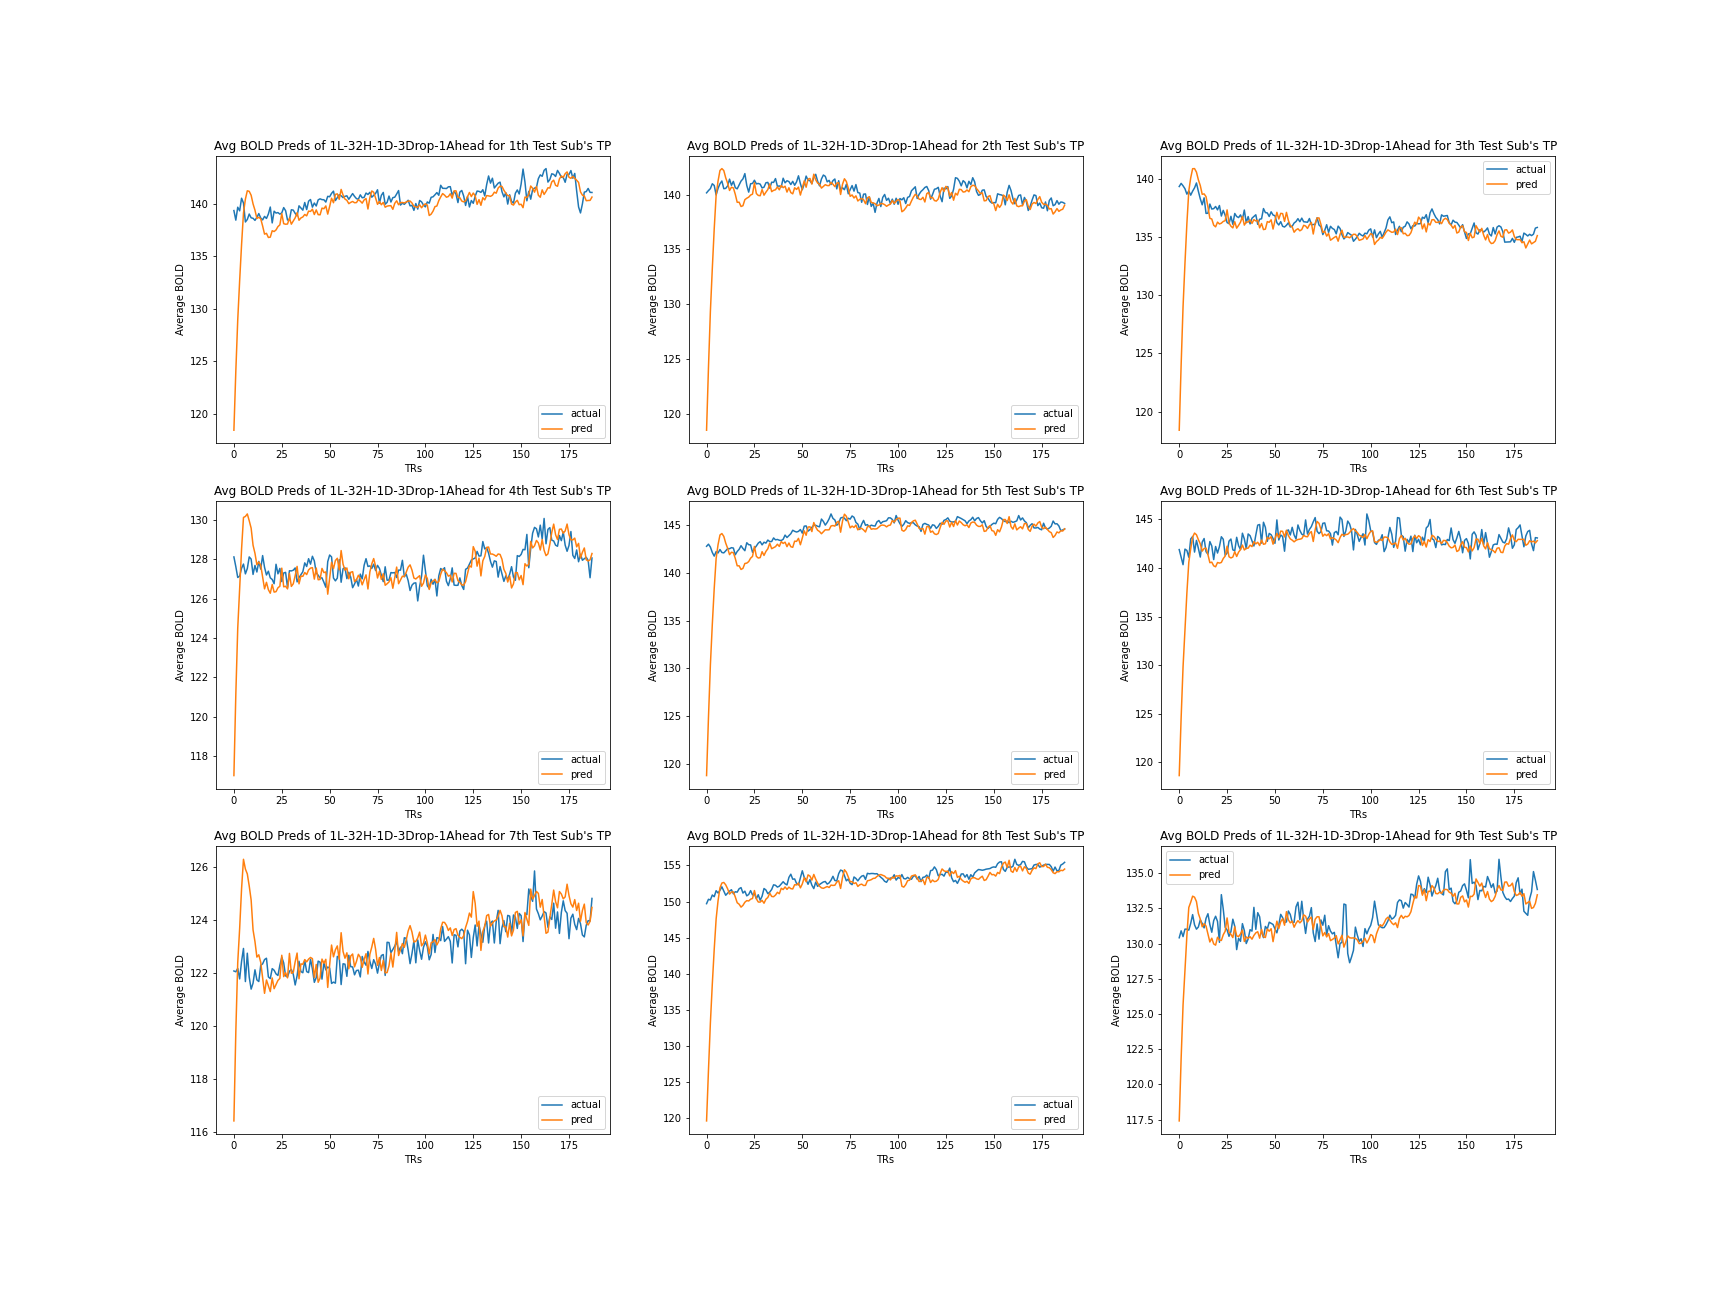 Avg BOLD Preds of 1L-32H-1D-3Drop-1Ahead for 1th Test Sub's TP
Average BOLD
140
135
130
125
120
0 25 50 75 100 125 150 175
TRs
actual
pred
Avg BOLD Preds of 1L-32H-1D-3Drop-1Ahead for 2th Test Sub's TP
Average BOLD
140
135
130
125
120
0 25 50 75 100 125 150 175
TRs
actual
pred
Avg BOLD Preds of 1L-32H-1D-3Drop-1Ahead for 3th Test Sub's TP
Average BOLD
140
135
130
125
120
0 25 50 75 100 125 150 175
TRs
actual
pred
Avg BOLD Preds of 1L-32H-1D-3Drop-1Ahead for 4th Test Sub's TP
Average BOLD
130
128
126
124
122
120
118
0 25 50 75 100 125 150 175
TRs
actual
pred
Avg BOLD Preds of 1L-32H-1D-3Drop-1Ahead for 5th Test Sub's TP
Average BOLD
145
140
135
130
125
120
0 25 50 75 100 125 150 175
TRs
actual
pred
Avg BOLD Preds of 1L-32H-1D-3Drop-1Ahead for 6th Test Sub's TP
Average BOLD
145
140
135
130
125
120
0 25 50 75 100 125 150 175
TRs
actual
pred
Avg BOLD Preds of 1L-32H-1D-3Drop-1Ahead for 7th Test Sub's TP
Average BOLD
126
124
122
120
118
116
0 25 50 75 100 125 150 175
TRs
actual
pred
Avg BOLD Preds of 1L-32H-1D-3Drop-1Ahead for 8th Test Sub's TP
Average BOLD
155
150
145
140
135
130
125
120
0 25 50 75 100 125 150 175
TRs
actual
pred
Avg BOLD Preds of 1L-32H-1D-3Drop-1Ahead for 9th Test Sub's TP
Average BOLD
135.0
132.5
130.0
127.5
125.0
122.5
120.0
117.5
0 25 50 75 100 125 150 175
TRs
actual
pred